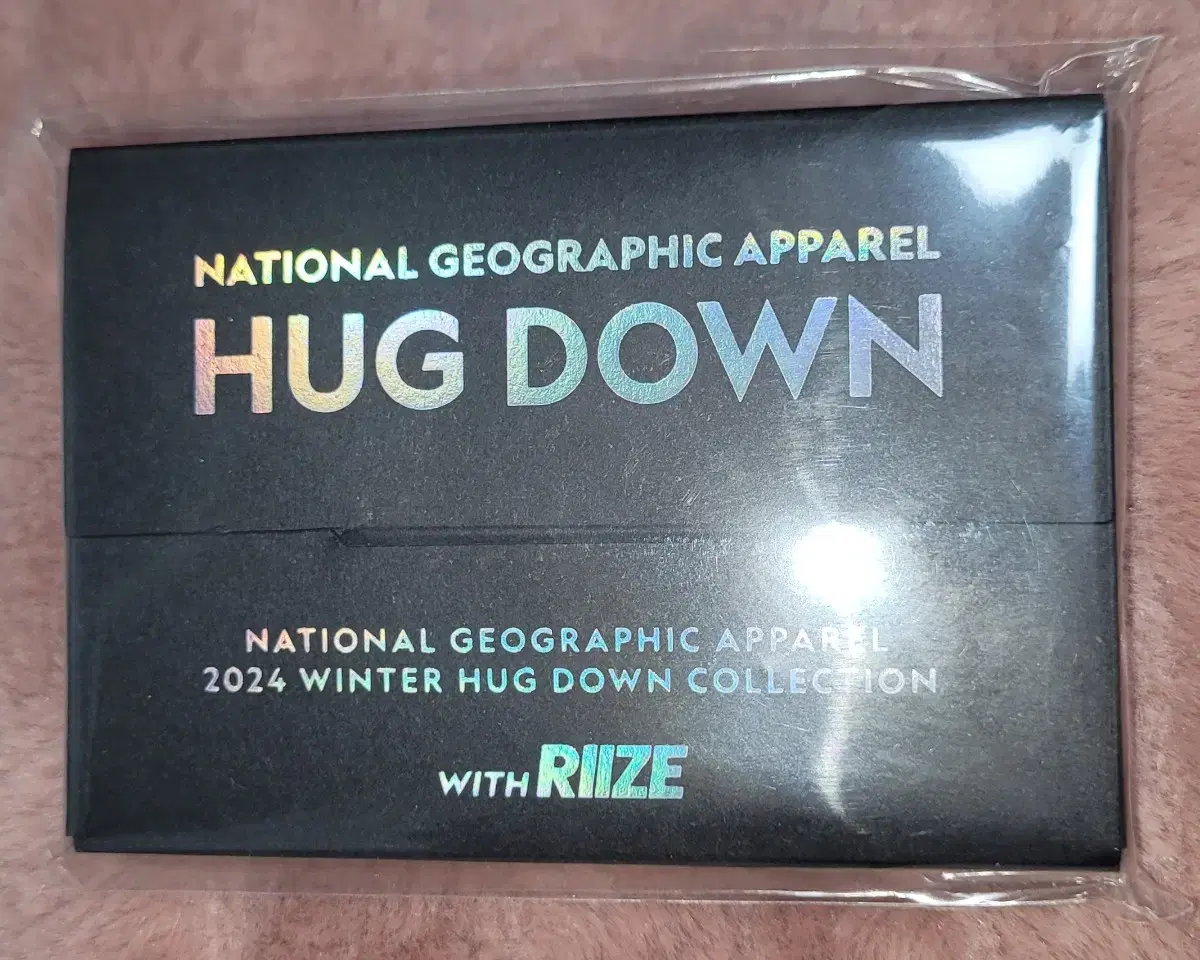 NATIONAL GEOGRAPHIC APPAREL
HUG DOWN
NATIONAL GEOGRAPHIC APPAREL
2024 WINTER HUG DOWN COLLECTION
WITH RIIZE